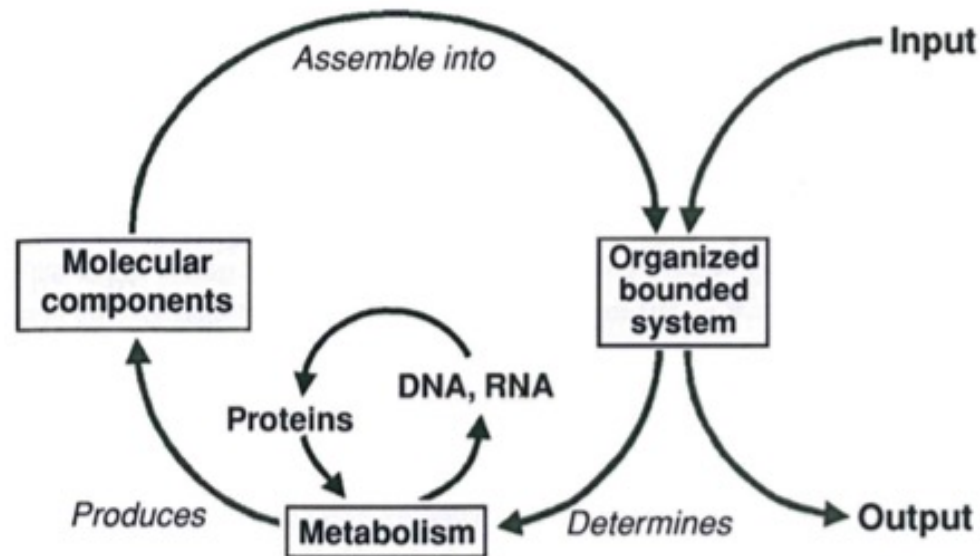 Assemble into
Input
Molecular
components
Organized
bounded
system
DNA, RNA
Proteins
Produces
Metabolism
Determines
Output